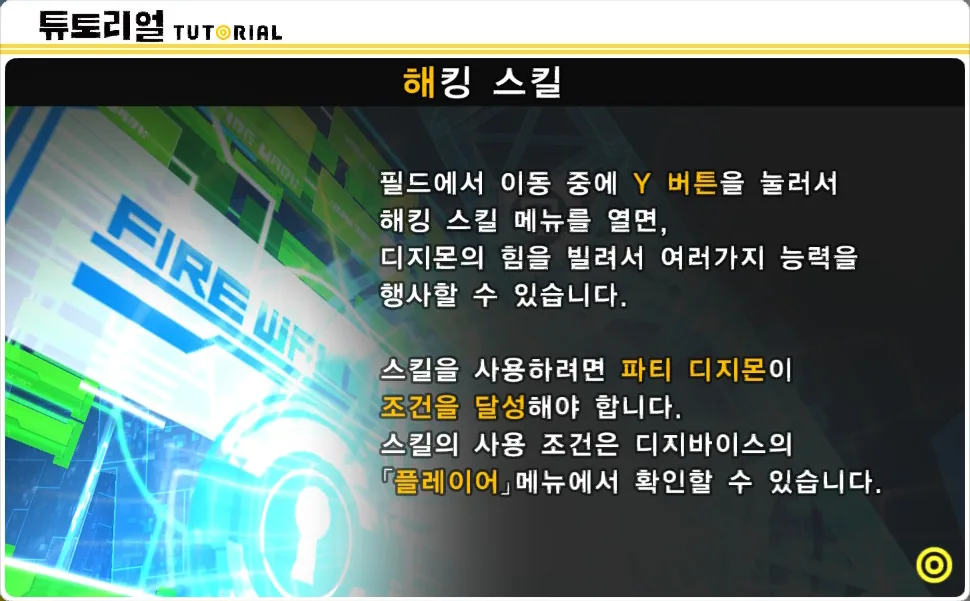 튜토리얼 TUTORIAL
해킹 스킬
필드에서 이동 중에 Y 버튼을 눌러서
해킹 스킬 메뉴를 열면,
디지몬의 힘을 빌려서 여러가지 능력을
행사할 수 있습니다.
스킬을 사용하려면 파티 디지몬이
조건을 달성해야 합니다.
스킬의 사용 조건은 디지바이스의
「플레이어」메뉴에서 확인할 수 있습니다.
FIRE WALL